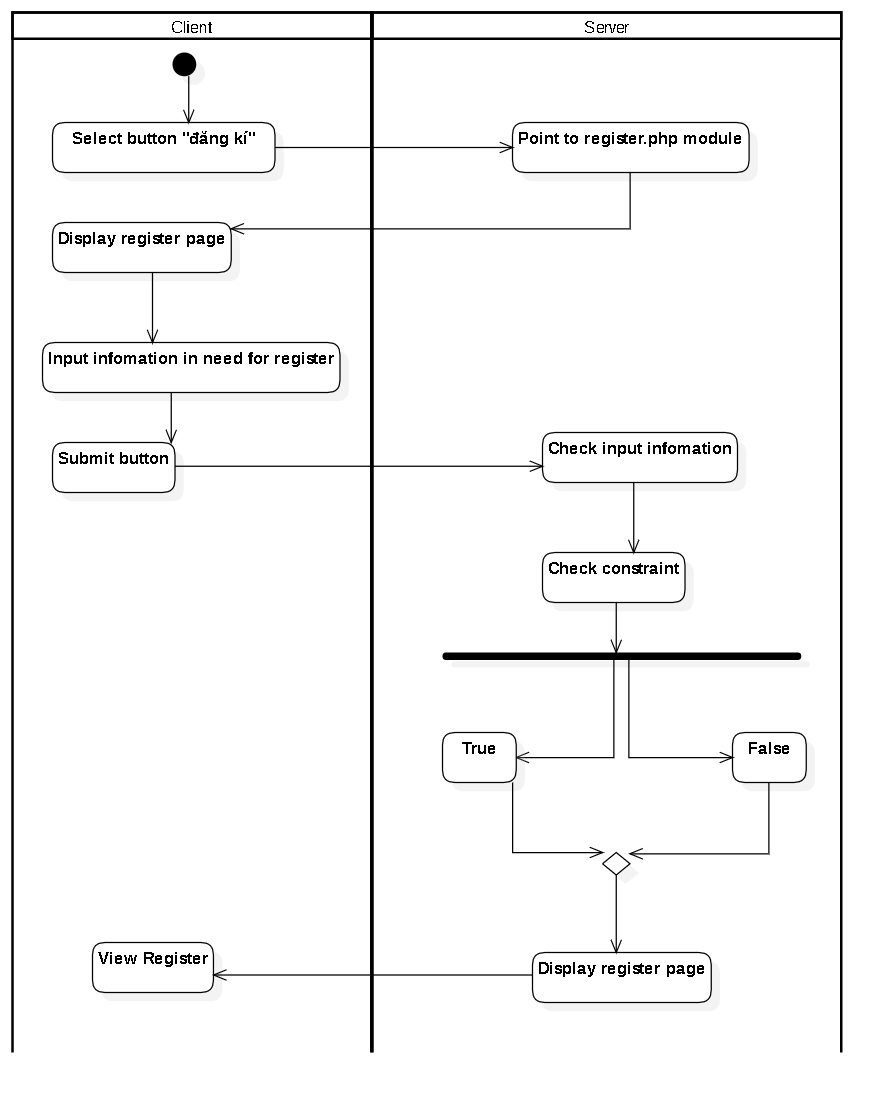 Client
Server
Select button "đăng kí"
Point to register.php module
Display register page
Input infomation in need for register
Submit button
Check input infomation
Check constraint
True
False
View Register
Display register page